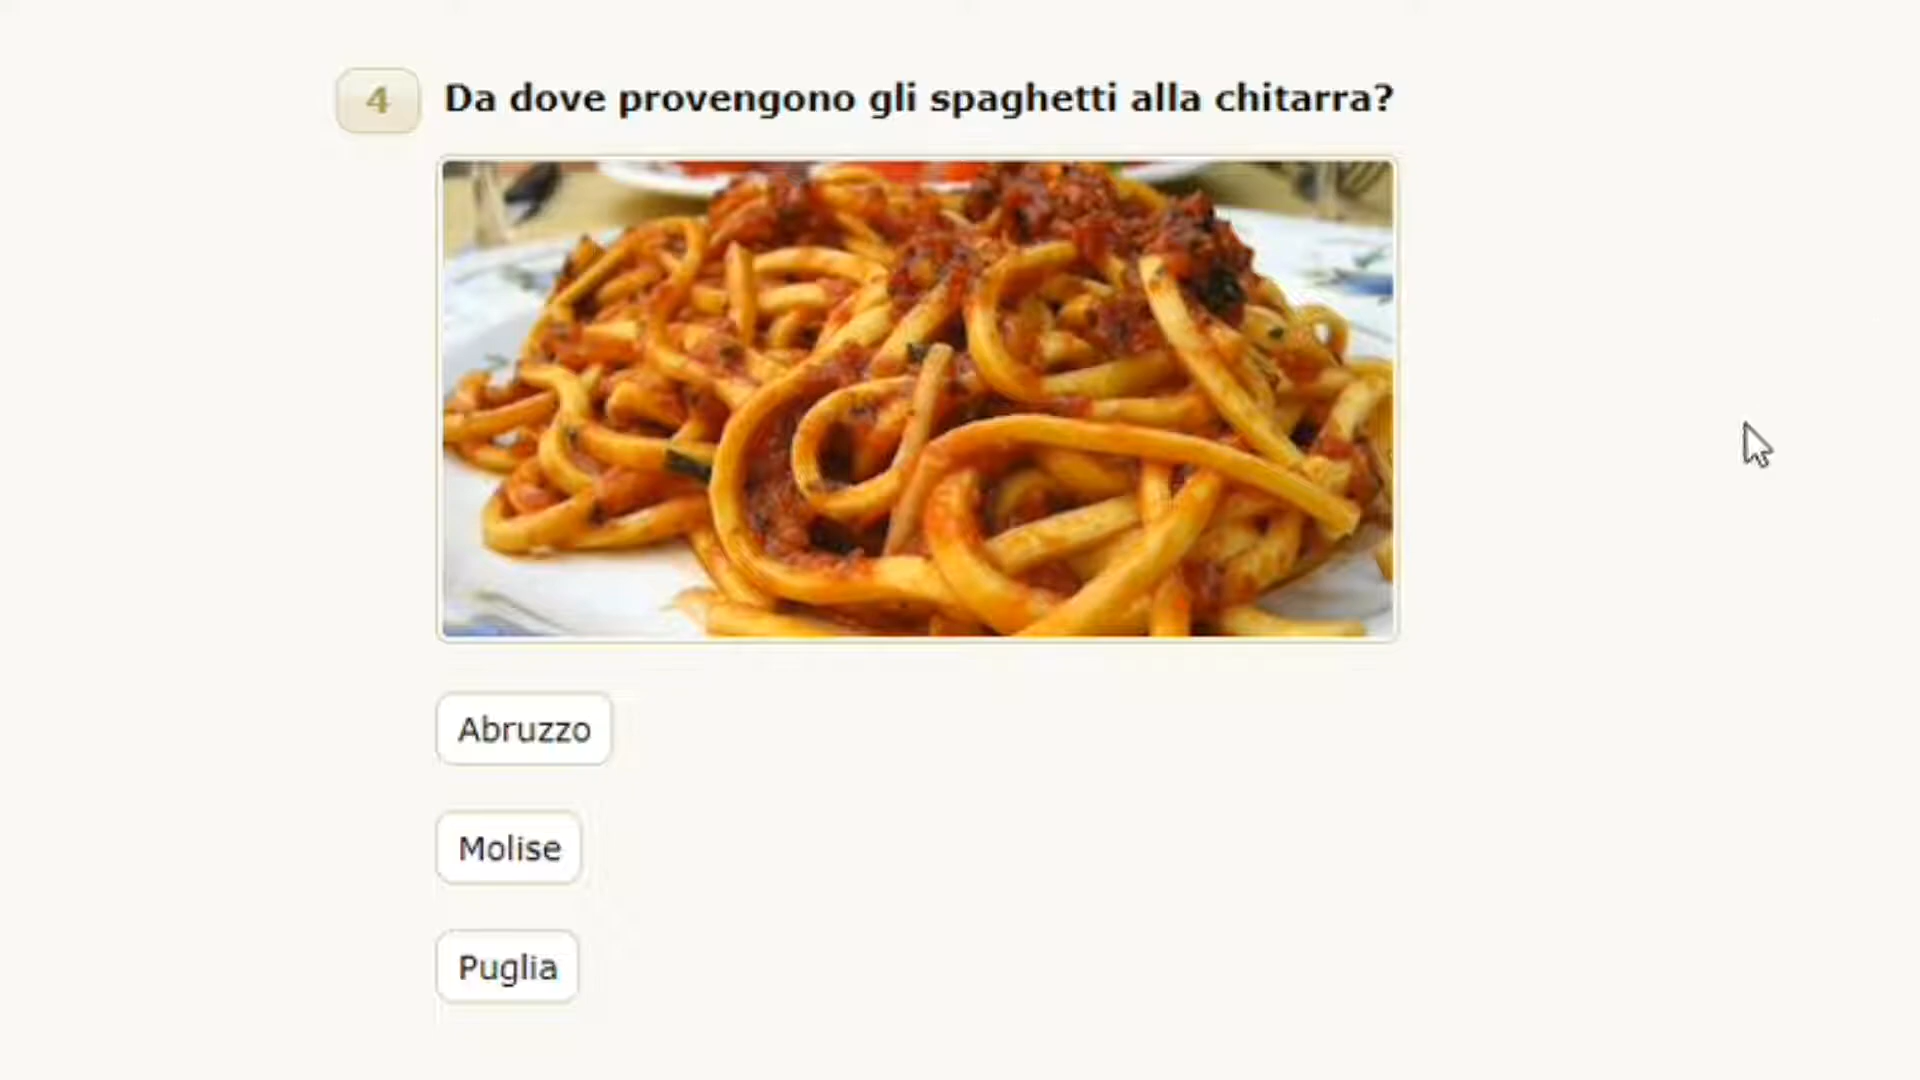 4 Da dove provengono gli spaghetti alla chitarra?
Abruzzo
Molise
Puglia